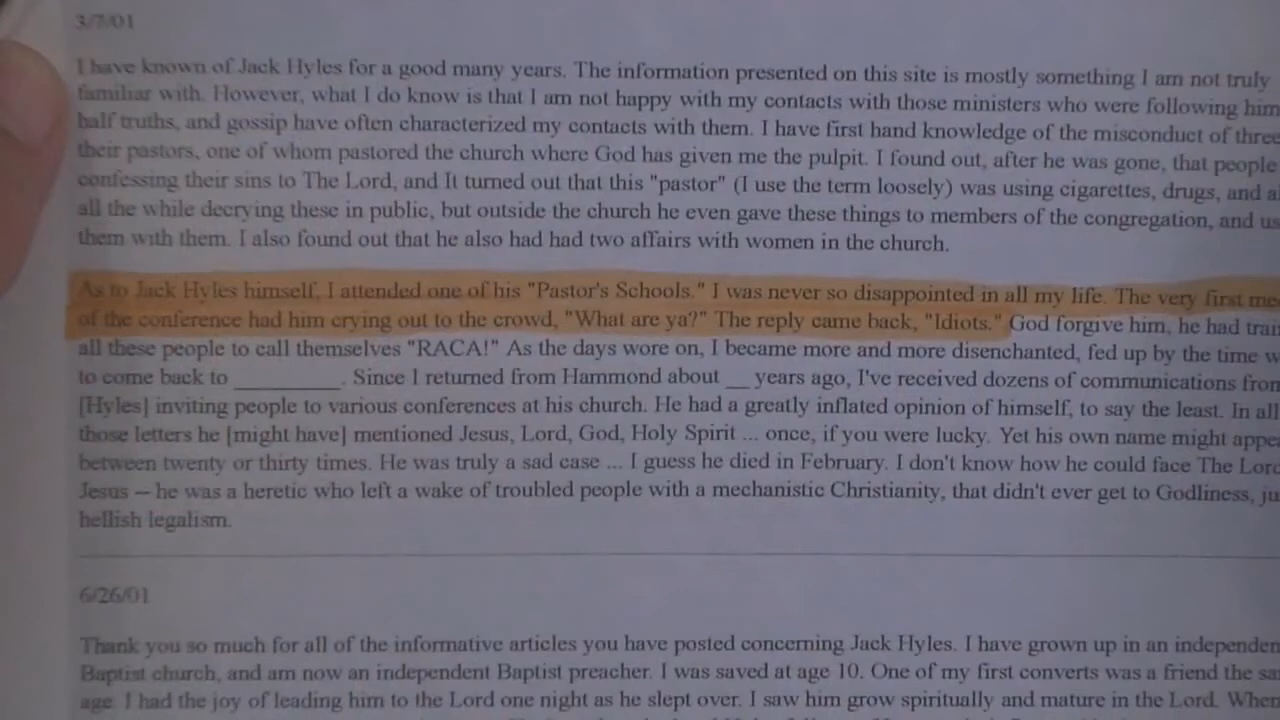 3/7/01
I have known of Jack Hyles for a good many years. The information presented on this site is mostly something I am not truly
familiar with. However, what I do know is that I am not happy with my contacts with those ministers who were following him
half truths, and gossip have often characterized my contacts with them. I have first hand knowledge of the misconduct of three
their pastors, one of whom pastored the church where God has given me the pulpit. I found out, after he was gone, that people
confessing their sins to The Lord, and It turned out that this "pastor" (I use the term loosely) was using cigarettes, drugs, and
all the while decrying these in public, but outside the church he even gave these things to members of the congregation, and
them with them. I also found out that he also had had two affairs with women in the church.
As to Jack Hyles himself, I attended one of his "Pastor's Schools." I was never so disappointed in all my life. The very first
of the conference had him crying out to the crowd, "What are ya?" The reply came back, "Idiots." God forgive him, he had
all these people to call themselves "RACA!" As the days wore on, I became more and more disenchanted, fed up by the time
to come back to __________. Since I returned from Hammond about __ years ago, I've received dozens of communications from
[Hyles] inviting people to various conferences at his church. He had a greatly inflated opinion of himself, to say the least. In all
those letters he [might have] mentioned Jesus, Lord, God, Holy Spirit ... once, if you were lucky. Yet his own name might
between twenty or thirty times. He was truly a sad case ... I guess he died in February. I don't know how he could face The Lord
Jesus – he was a heretic who left a wake of troubled people with a mechanistic Christianity, that didn't ever get to Godliness,
hellish legalism.
6/26/01
Thank you so much for all of the informative articles you have posted concerning Jack Hyles. I have grown up in an
Baptist church, and am now an independent Baptist preacher. I was saved at age 10. One of my first converts was a friend the
age. I had the joy of leading him to the Lord one night as he slept over. I saw him grow spiritually and mature in the Lord. When